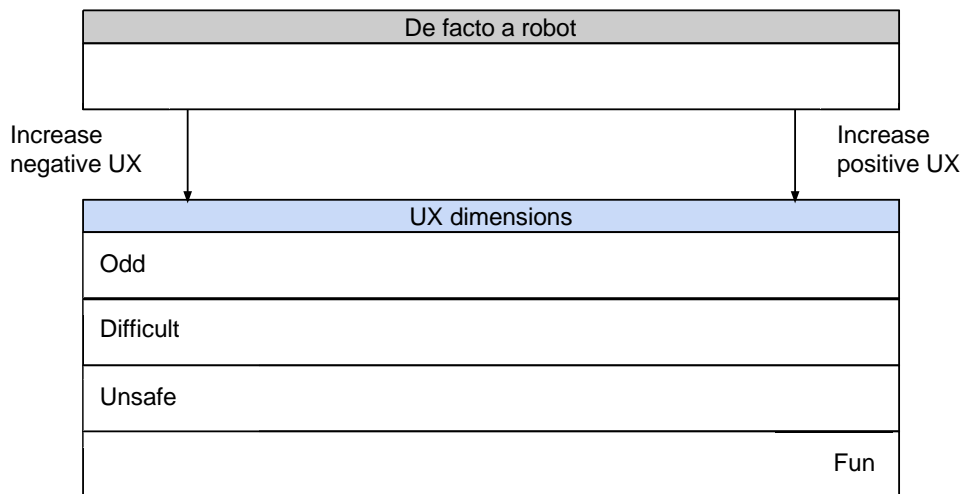 De facto a robot
Increase
negative UX
Increase
positive UX
UX dimensions
Odd
Difficult
Unsafe
Fun